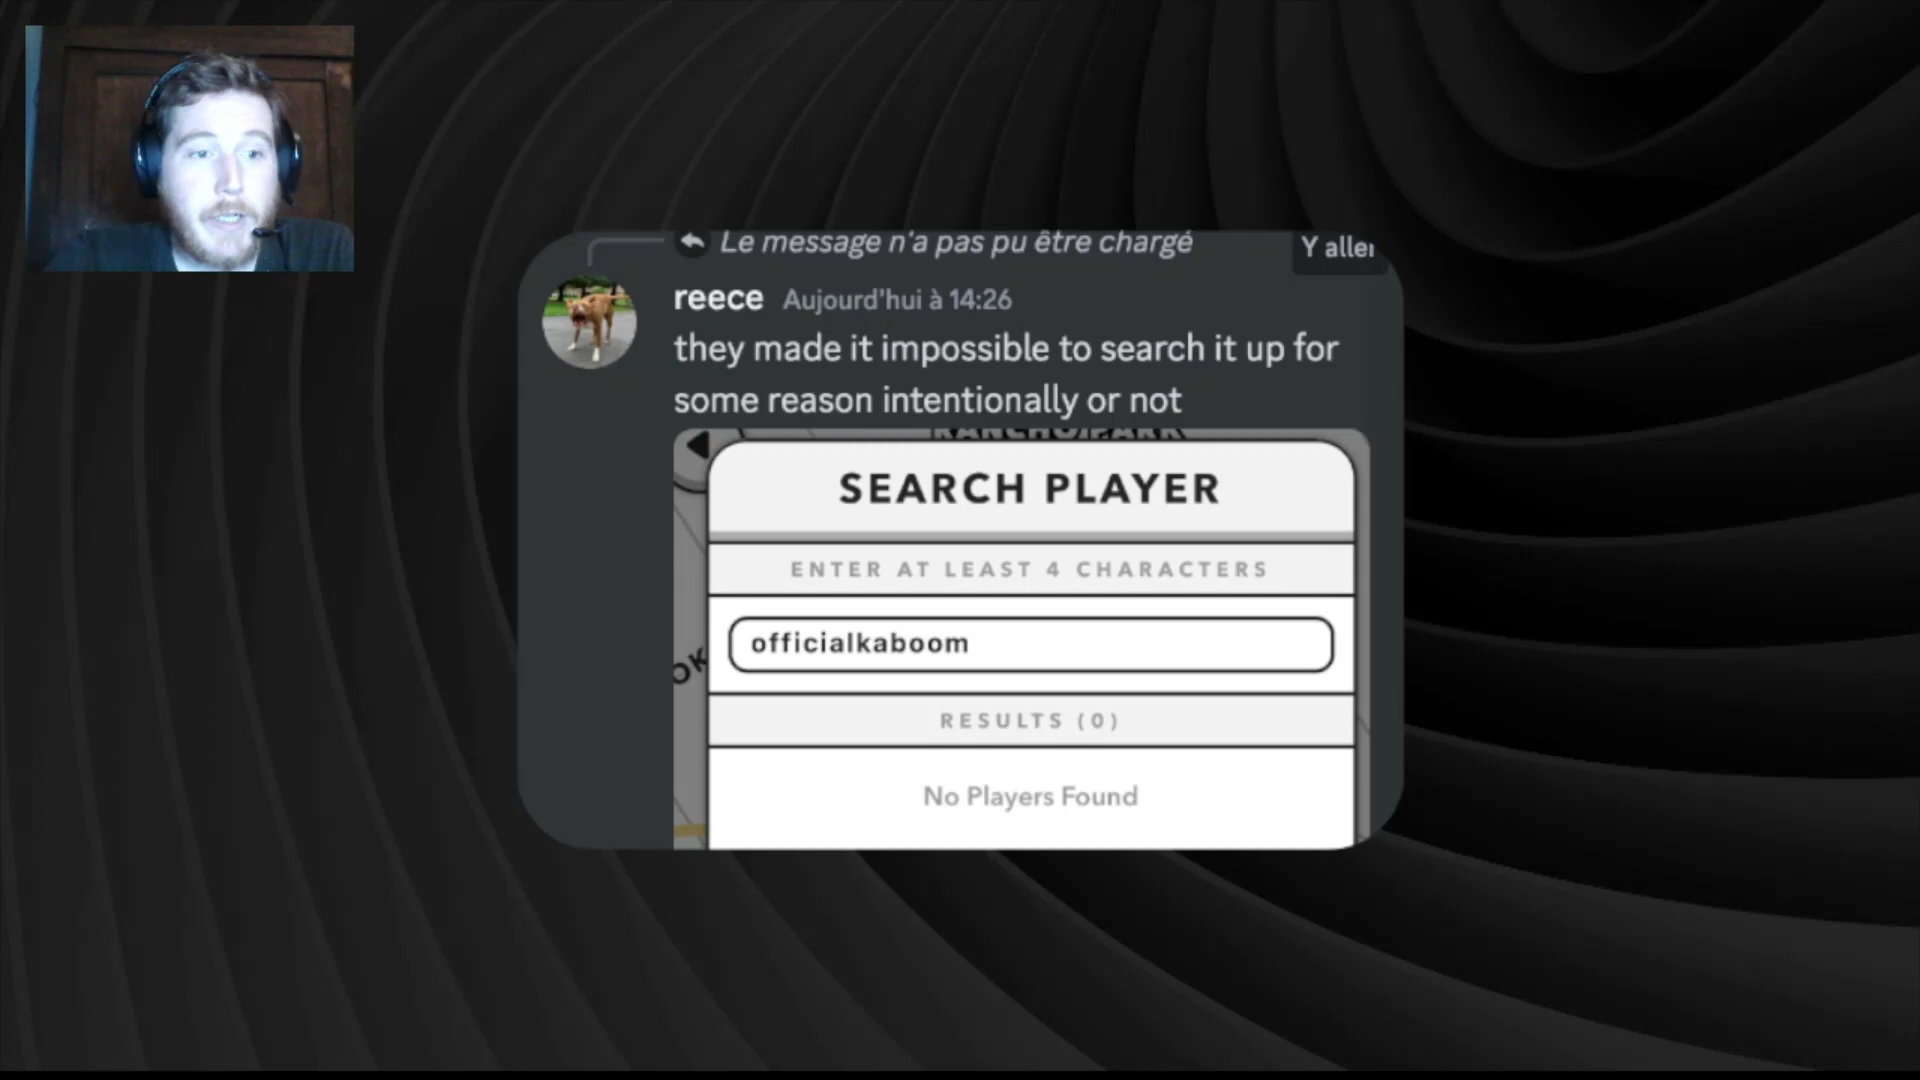 Le message n'a pas pu être chargé
Y aller
reece Aujourd'hui à 14:26
they made it impossible to search it up for
some reason intentionally or not
SEARCH PLAYER
ENTER AT LEAST 4 CHARACTERS
officialkaboom
RESULTS (0)
No Players Found